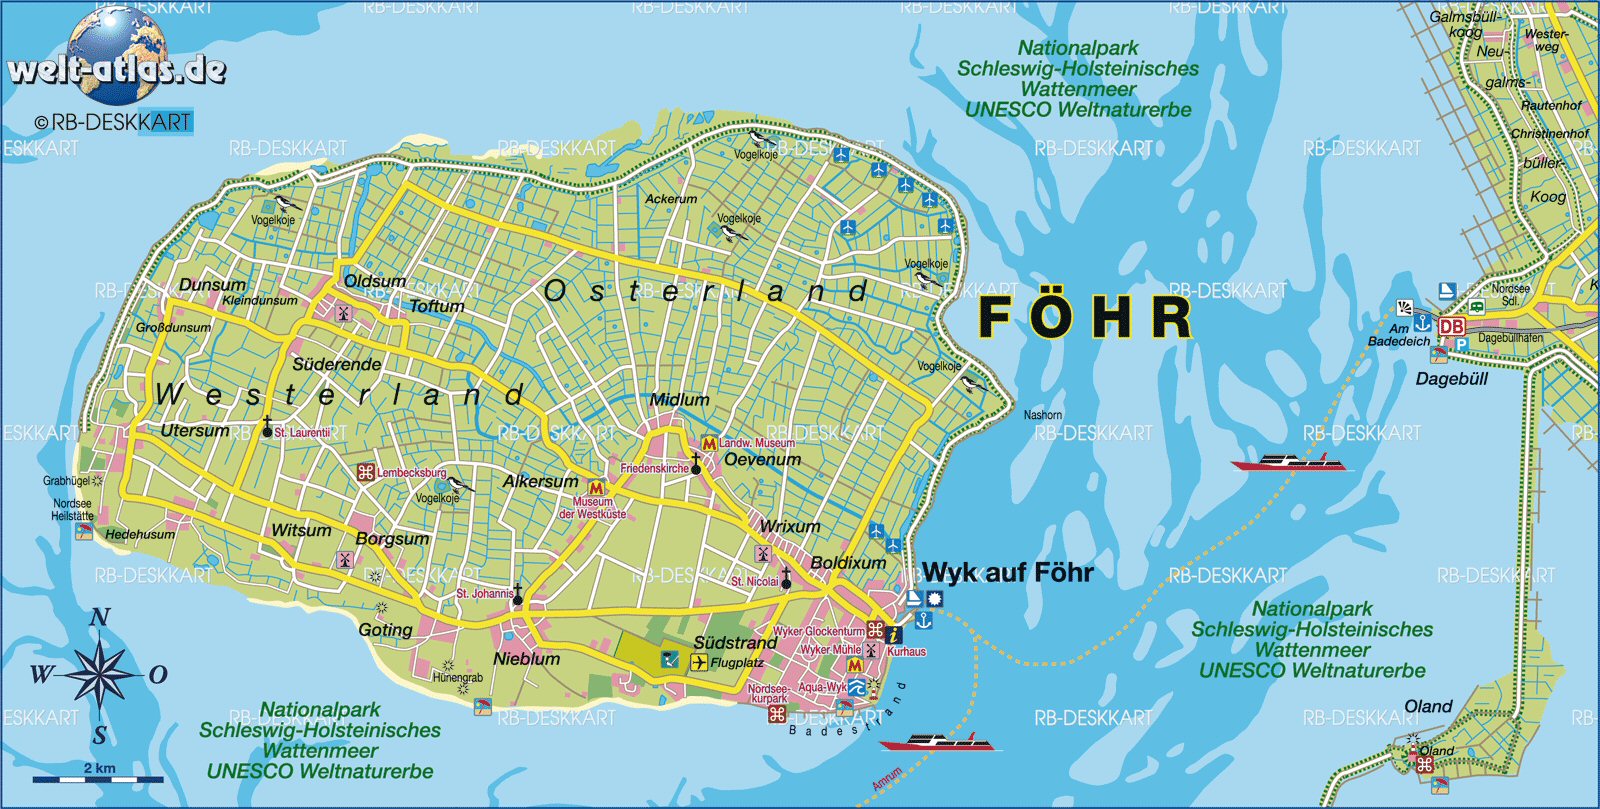 welt-atlas.de
© RB-DESKKART
RB-DESKKART
Nationalpark
Schleswig-Holsteinisches
Wattenmeer
UNESCO Weltnaturerbe
Galmsbüll-
koog
Wester-
weg
Neu-
galms-
Rautenhof
Christinenhof
büller-
Koog
Vogelkoje
Ackerum
Vogelkoje
Vogelkoje
Vogelkoje
Dunsum
Kleindunsum
Großdunsum
Oldsum
Toftum
Osterland
FÖHR
Nordsee
Sdl.
Am
Badedeich
DB
P
Dagebüllhafen
Dagebüll
Süderende
Westerland
Vogelkoje
Nashorn
Midlum
Utersum
St. Laurentii
M
Landw. Museum
Oevenum
Friedenskirche
Lembecksburg
Grabhügel
Alkersum
Vogelkoje
M
Museum
der Westküste
Nordsee
Heilstätte
Hedehusum
Witsum
Borgsum
Wrixum
Boldixum
St. Nicolai
Wyk auf Föhr
St. Johannis
Goting
Nieblum
Hünengrab
Südstrand
Flugplatz
Wyker Glockenturm
Wyker Mühle
i
Kurhaus
M
Aqua-Wyk
Nordsee-
kurpark
Badestrand
Amrum
Nationalpark
Schleswig-Holsteinisches
Wattenmeer
UNESCO Weltnaturerbe
Oland
Oland
N
W
O
S
2 km
Nationalpark
Schleswig-Holsteinisches
Wattenmeer
UNESCO Weltnaturerbe